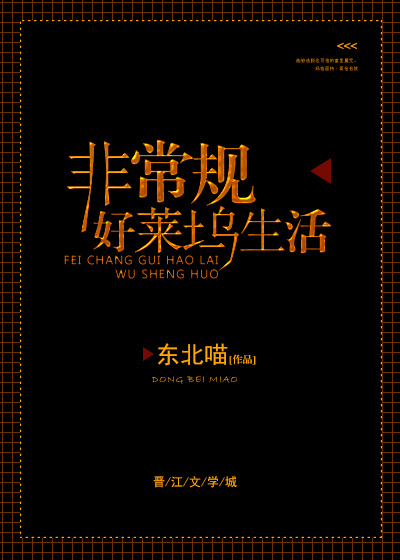 <<<
非常规
好莱坞生活
FEI CHANG GUI HAO LAI
WU SHENG HUO
东北喵[作品]
DONG BEI MIAO
晋/江/文/学/城